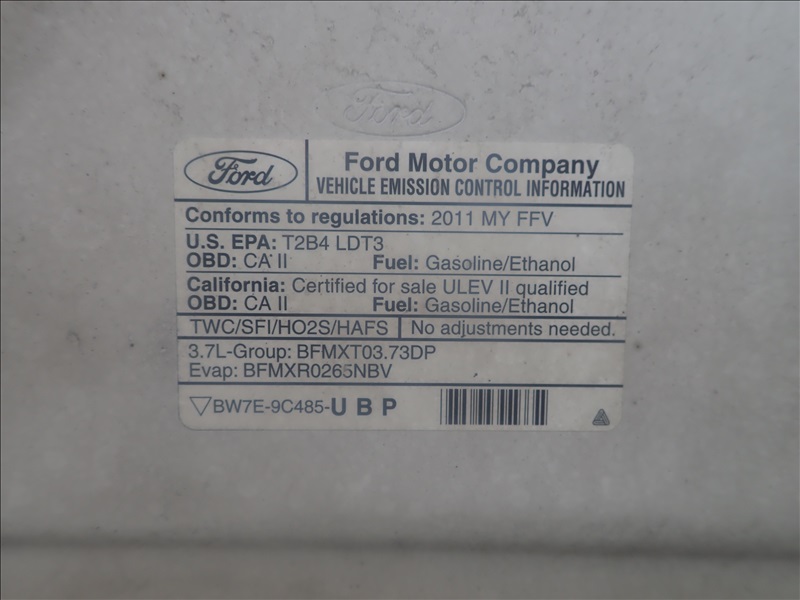 Ford
Ford
Ford Motor Company
VEHICLE EMISSION CONTROL INFORMATION
Conforms to regulations: 2011 MY FFV
U.S. EPA: T2B4 LDT3
OBD: CA II Fuel: Gasoline/Ethanol
California: Certified for sale ULEV II qualified
OBD: CA II Fuel: Gasoline/Ethanol
TWC/SFI/HO2S/HAFS No adjustments needed.
3.7L-Group: BFMXT03.73DP
Evap: BFMXR0265NBV
▽BW7E-9C485-U B P